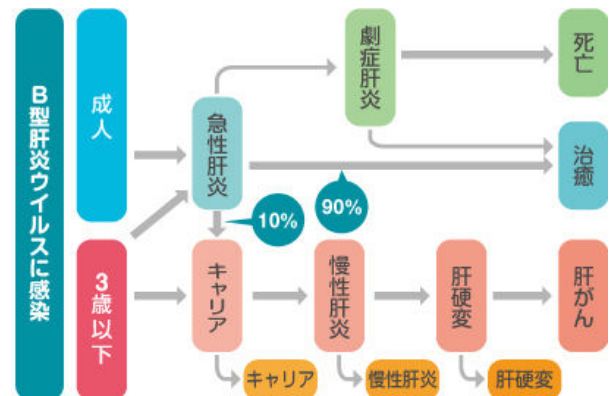 B型肝炎ウイルスに感染
成人
3歳以下
急性肝炎
劇症肝炎
死亡
治癒
90%
10%
キャリア
慢性肝炎
肝硬変
肝がん
キャリア
慢性肝炎
肝硬変